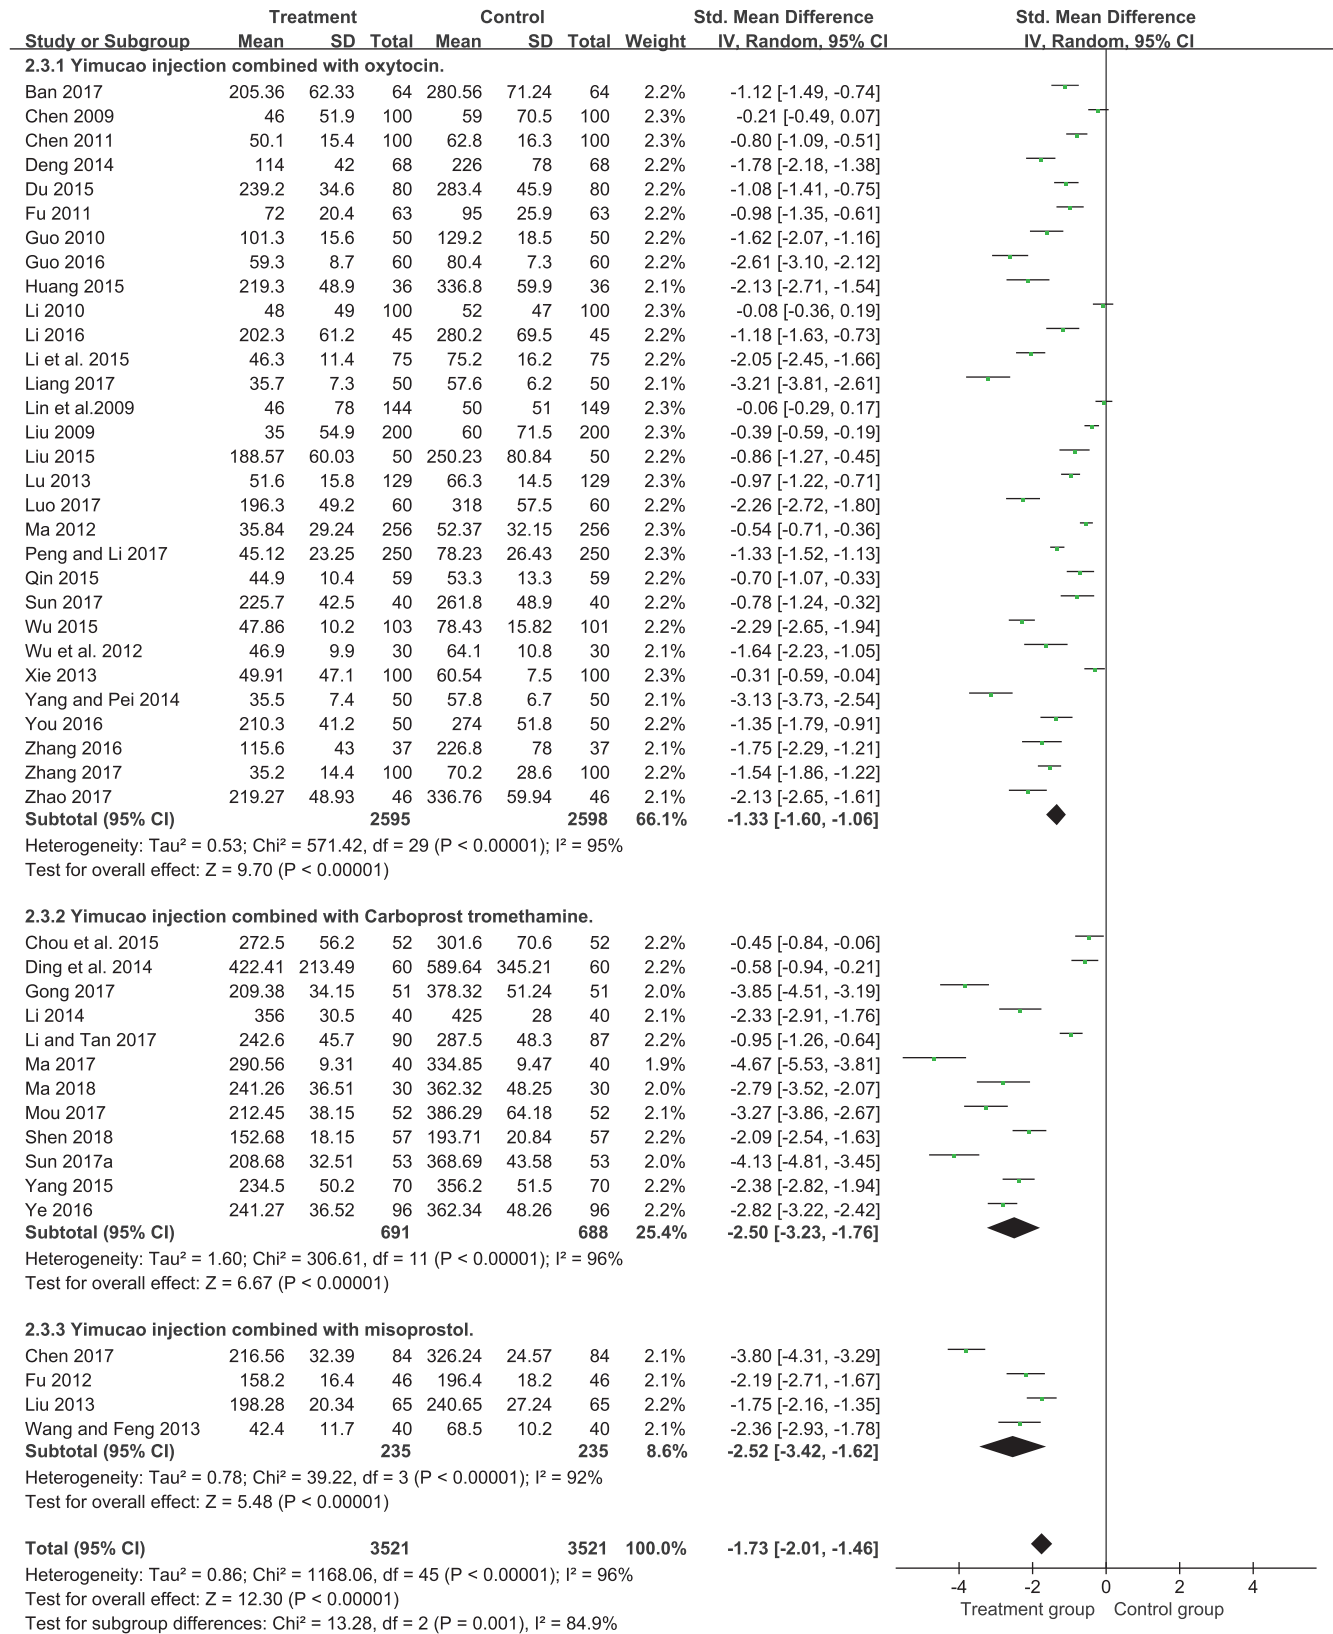 Treatment Control Std. Mean Difference Std. Mean Difference
Study or Subgroup Mean SD Total Mean SD Total Weight IV, Random, 95% CI IV, Random, 95% CI
2.3.1 Yimucao injection combined with oxytocin.
Ban 2017 205.36 62.33 64 280.56 71.24 64 2.2% -1.12 [-1.49, -0.74]
Chen 2009 46 51.9 100 59 70.5 100 2.3% -0.21 [-0.49, 0.07]
Chen 2011 50.1 15.4 100 62.8 16.3 100 2.3% -0.80 [-1.09, -0.51]
Deng 2014 114 42 68 226 78 68 2.2% -1.78 [-2.18, -1.38]
Du 2015 239.2 34.6 80 283.4 45.9 80 2.2% -1.08 [-1.41, -0.75]
Fu 2011 72 20.4 63 95 25.9 63 2.2% -0.98 [-1.35, -0.61]
Guo 2010 101.3 15.6 50 129.2 18.5 50 2.2% -1.62 [-2.07, -1.16]
Guo 2016 59.3 8.7 60 80.4 7.3 60 2.2% -2.61 [-3.10, -2.12]
Huang 2015 219.3 48.9 36 336.8 59.9 36 2.1% -2.13 [-2.71, -1.54]
Li 2010 48 49 100 52 47 100 2.3% -0.08 [-0.36, 0.19]
Li 2016 202.3 61.2 45 280.2 69.5 45 2.2% -1.18 [-1.63, -0.73]
Li et al. 2015 46.3 11.4 75 75.2 16.2 75 2.2% -2.05 [-2.45, -1.66]
Liang 2017 35.7 7.3 50 57.6 6.2 50 2.1% -3.21 [-3.81, -2.61]
Lin et al.2009 46 78 144 50 51 149 2.3% -0.06 [-0.29, 0.17]
Liu 2009 35 54.9 200 60 71.5 200 2.3% -0.39 [-0.59, -0.19]
Liu 2015 188.57 60.03 50 250.23 80.84 50 2.2% -0.86 [-1.27, -0.45]
Lu 2013 51.6 15.8 129 66.3 14.5 129 2.3% -0.97 [-1.22, -0.71]
Luo 2017 196.3 49.2 60 318 57.5 60 2.2% -2.26 [-2.72, -1.80]
Ma 2012 35.84 29.24 256 52.37 32.15 256 2.3% -0.54 [-0.71, -0.36]
Peng and Li 2017 45.12 23.25 250 78.23 26.43 250 2.3% -1.33 [-1.52, -1.13]
Qin 2015 44.9 10.4 59 53.3 13.3 59 2.2% -0.70 [-1.07, -0.33]
Sun 2017 225.7 42.5 40 261.8 48.9 40 2.2% -0.78 [-1.24, -0.32]
Wu 2015 47.86 10.2 103 78.43 15.82 101 2.2% -2.29 [-2.65, -1.94]
Wu et al. 2012 46.9 9.9 30 64.1 10.8 30 2.1% -1.64 [-2.23, -1.05]
Xie 2013 49.91 47.1 100 60.54 7.5 100 2.3% -0.31 [-0.59, -0.04]
Yang and Pei 2014 35.5 7.4 50 57.8 6.7 50 2.1% -3.13 [-3.73, -2.54]
You 2016 210.3 41.2 50 274 51.8 50 2.2% -1.35 [-1.79, -0.91]
Zhang 2016 115.6 43 37 226.8 78 37 2.1% -1.75 [-2.29, -1.21]
Zhang 2017 35.2 14.4 100 70.2 28.6 100 2.2% -1.54 [-1.86, -1.22]
Zhao 2017 219.27 48.93 46 336.76 59.94 46 2.1% -2.13 [-2.65, -1.61]
Subtotal (95% CI) 2595 2598 66.1% -1.33 [-1.60, -1.06]
Heterogeneity: Tau² = 0.53; Chi² = 571.42, df = 29 (P < 0.00001); I² = 95%
Test for overall effect: Z = 9.70 (P < 0.00001)
2.3.2 Yimucao injection combined with Carboprost tromethamine.
Chou et al. 2015 272.5 56.2 52 301.6 70.6 52 2.2% -0.45 [-0.84, -0.06]
Ding et al. 2014 422.41 213.49 60 589.64 345.21 60 2.2% -0.58 [-0.94, -0.21]
Gong 2017 209.38 34.15 51 378.32 51.24 51 2.0% -3.85 [-4.51, -3.19]
Li 2014 356 30.5 40 425 28 40 2.1% -2.33 [-2.91, -1.76]
Li and Tan 2017 242.6 45.7 90 287.5 48.3 87 2.2% -0.95 [-1.26, -0.64]
Ma 2017 290.56 9.31 40 334.85 9.47 40 1.9% -4.67 [-5.53, -3.81]
Ma 2018 241.26 36.51 30 362.32 48.25 30 2.0% -2.79 [-3.52, -2.07]
Mou 2017 212.45 38.15 52 386.29 64.18 52 2.1% -3.27 [-3.86, -2.67]
Shen 2018 152.68 18.15 57 193.71 20.84 57 2.2% -2.09 [-2.54, -1.63]
Sun 2017a 208.68 32.51 53 368.69 43.58 53 2.0% -4.13 [-4.81, -3.45]
Yang 2015 234.5 50.2 70 356.2 51.5 70 2.2% -2.38 [-2.82, -1.94]
Ye 2016 241.27 36.52 96 362.34 48.26 96 2.2% -2.82 [-3.22, -2.42]
Subtotal (95% CI) 691 688 25.4% -2.50 [-3.23, -1.76]
Heterogeneity: Tau² = 1.60; Chi² = 306.61, df = 11 (P < 0.00001); I² = 96%
Test for overall effect: Z = 6.67 (P < 0.00001)
2.3.3 Yimucao injection combined with misoprostol.
Chen 2017 216.56 32.39 84 326.24 24.57 84 2.1% -3.80 [-4.31, -3.29]
Fu 2012 158.2 16.4 46 196.4 18.2 46 2.1% -2.19 [-2.71, -1.67]
Liu 2013 198.28 20.34 65 240.65 27.24 65 2.2% -1.75 [-2.16, -1.35]
Wang and Feng 2013 42.4 11.7 40 68.5 10.2 40 2.1% -2.36 [-2.93, -1.78]
Subtotal (95% CI) 235 235 8.6% -2.52 [-3.42, -1.62]
Heterogeneity: Tau² = 0.78; Chi² = 39.22, df = 3 (P < 0.00001); I² = 92%
Test for overall effect: Z = 5.48 (P < 0.00001)
Total (95% CI) 3521 3521 100.0% -1.73 [-2.01, -1.46]
Heterogeneity: Tau² = 0.86; Chi² = 1168.06, df = 45 (P < 0.00001); I² = 96%
Test for overall effect: Z = 12.30 (P < 0.00001)
Test for subgroup differences: Chi² = 13.28, df = 2 (P = 0.001), I² = 84.9%
-4 -2 0 2 4
Treatment group Control group